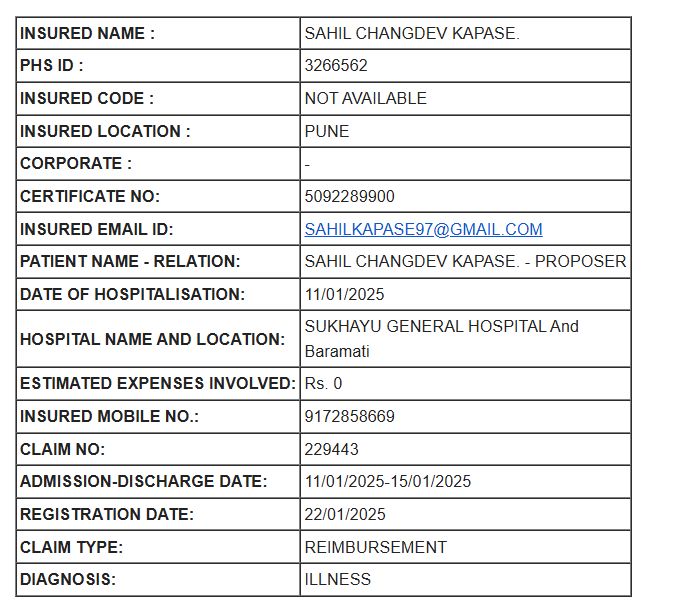 INSURED NAME : SAHIL CHANGDEV KAPASE.
PHS ID : 3266562
INSURED CODE : NOT AVAILABLE
INSURED LOCATION : PUNE
CORPORATE : -
CERTIFICATE NO: 5092289900
INSURED EMAIL ID: SAHILKAPASE97@GMAIL.COM
PATIENT NAME - RELATION: SAHIL CHANGDEV KAPASE. - PROPOSER
DATE OF HOSPITALISATION: 11/01/2025
HOSPITAL NAME AND LOCATION: SUKHAYU GENERAL HOSPITAL And
Baramati
ESTIMATED EXPENSES INVOLVED: Rs. 0
INSURED MOBILE NO.: 9172858669
CLAIM NO: 229443
ADMISSION-DISCHARGE DATE: 11/01/2025-15/01/2025
REGISTRATION DATE: 22/01/2025
CLAIM TYPE: REIMBURSEMENT
DIAGNOSIS: ILLNESS